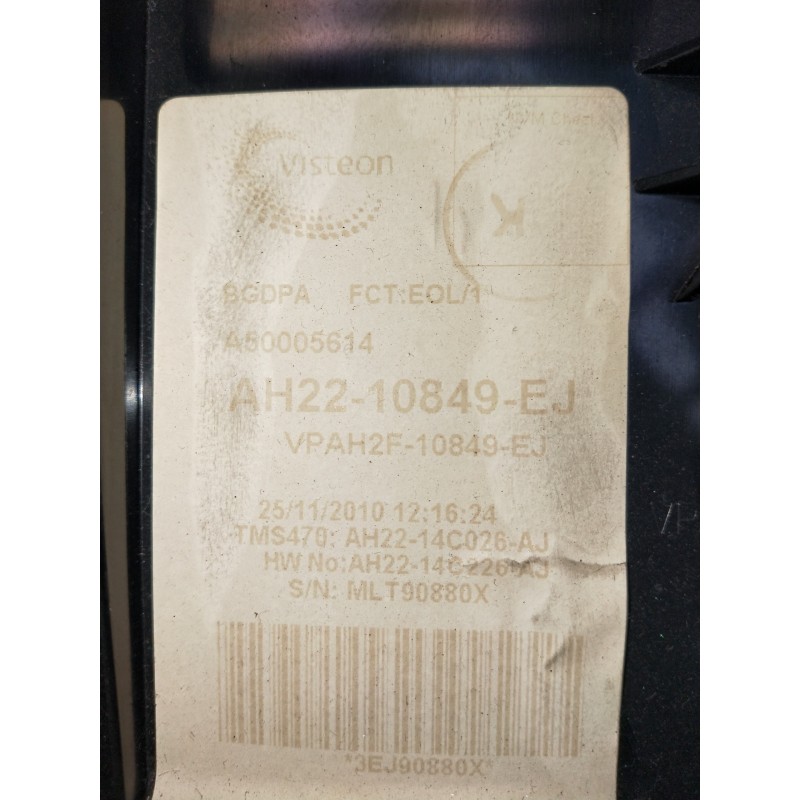 Visteon
K
BGDPA FCT:EOL/1
A50005614
AH22-10849-EJ
VPAH2F-10849-EJ
25/11/2010 12:16:24
TMS470: AH22-14C026-AJ
HW No:AH22-14C226-AJ
S/N: MLT90880X
*3EJ90880X*
VP